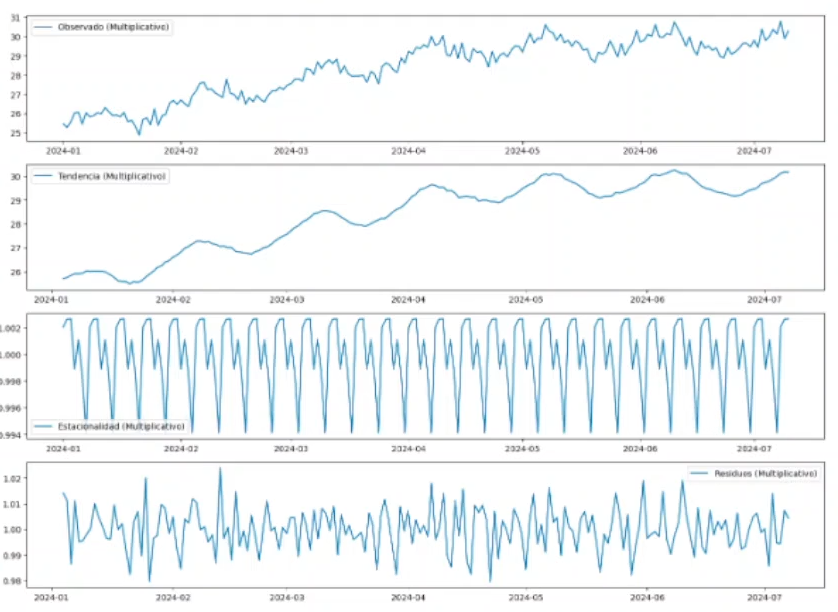 31
Observado (Multiplicativo)
30
29
28
27
26
25
2024-01 2024-02 2024-03 2024-04 2024-05 2024-06 2024-07
30
Tendencia (Multiplicativo)
29
28
27
26
2024-01 2024-02 2024-03 2024-04 2024-05 2024-06 2024-07
1.002
1.000
0.998
0.996
Estacionalidad (Multiplicativo)
0.994
2024-01 2024-02 2024-03 2024-04 2024-05 2024-06 2024-07
1.02
Residuos (Multiplicativo)
1.01
1.00
0.99
0.98
2024-01 2024-02 2024-03 2024-04 2024-05 2024-06 2024-07